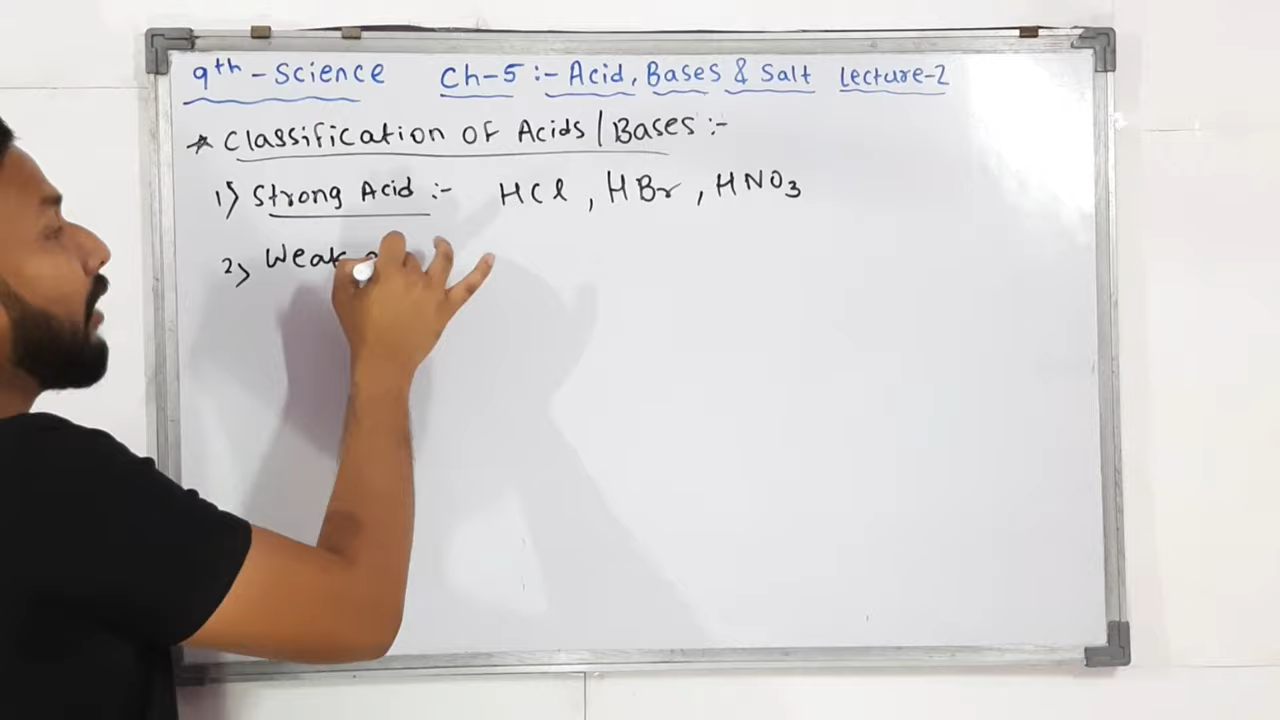 9th - Science Ch-5 :- Acid, Bases & Salt Lecture-2
* Classification of Acids / Bases :-
1) Strong Acid :- HCl , HBr , HNO3
2) Weak